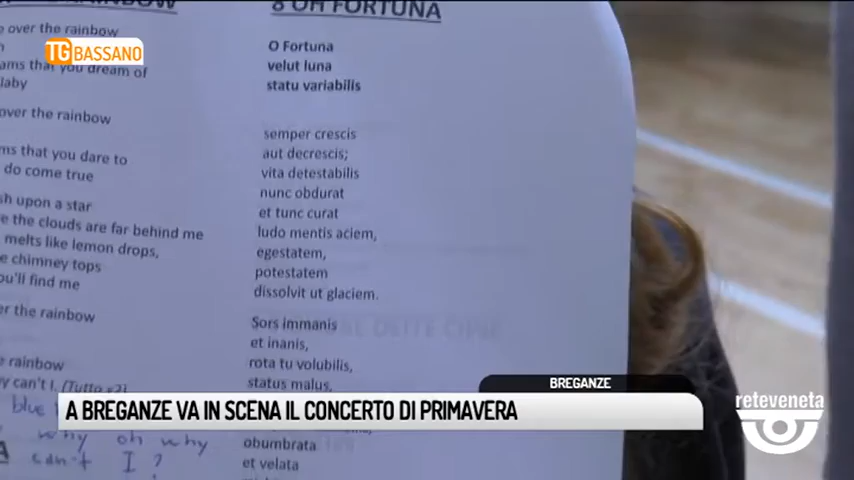 8 OH FORTUNA
over the rainbow
TG BASSANO
that you dream of
over the rainbow
that you dare to
do come true
upon a star
the clouds are far behind me
melts like lemon drops,
chimney tops
you'll find me
the rainbow
rainbow
can't I. (Tutto x2)
blue
why oh why
can't I ?
O Fortuna
velut luna
statu variabilis
semper crescis
aut decrescis;
vita detestabilis
nunc obdurat
et tunc curat
ludo mentis aciem,
egestatem,
potestatem
dissolvit ut glaciem.
Sors immanis
et inanis,
rota tu volubilis,
status malus,
obumbrata
et velata
BREGANZE
A BREGANZE VA IN SCENA IL CONCERTO DI PRIMAVERA
reteveneta